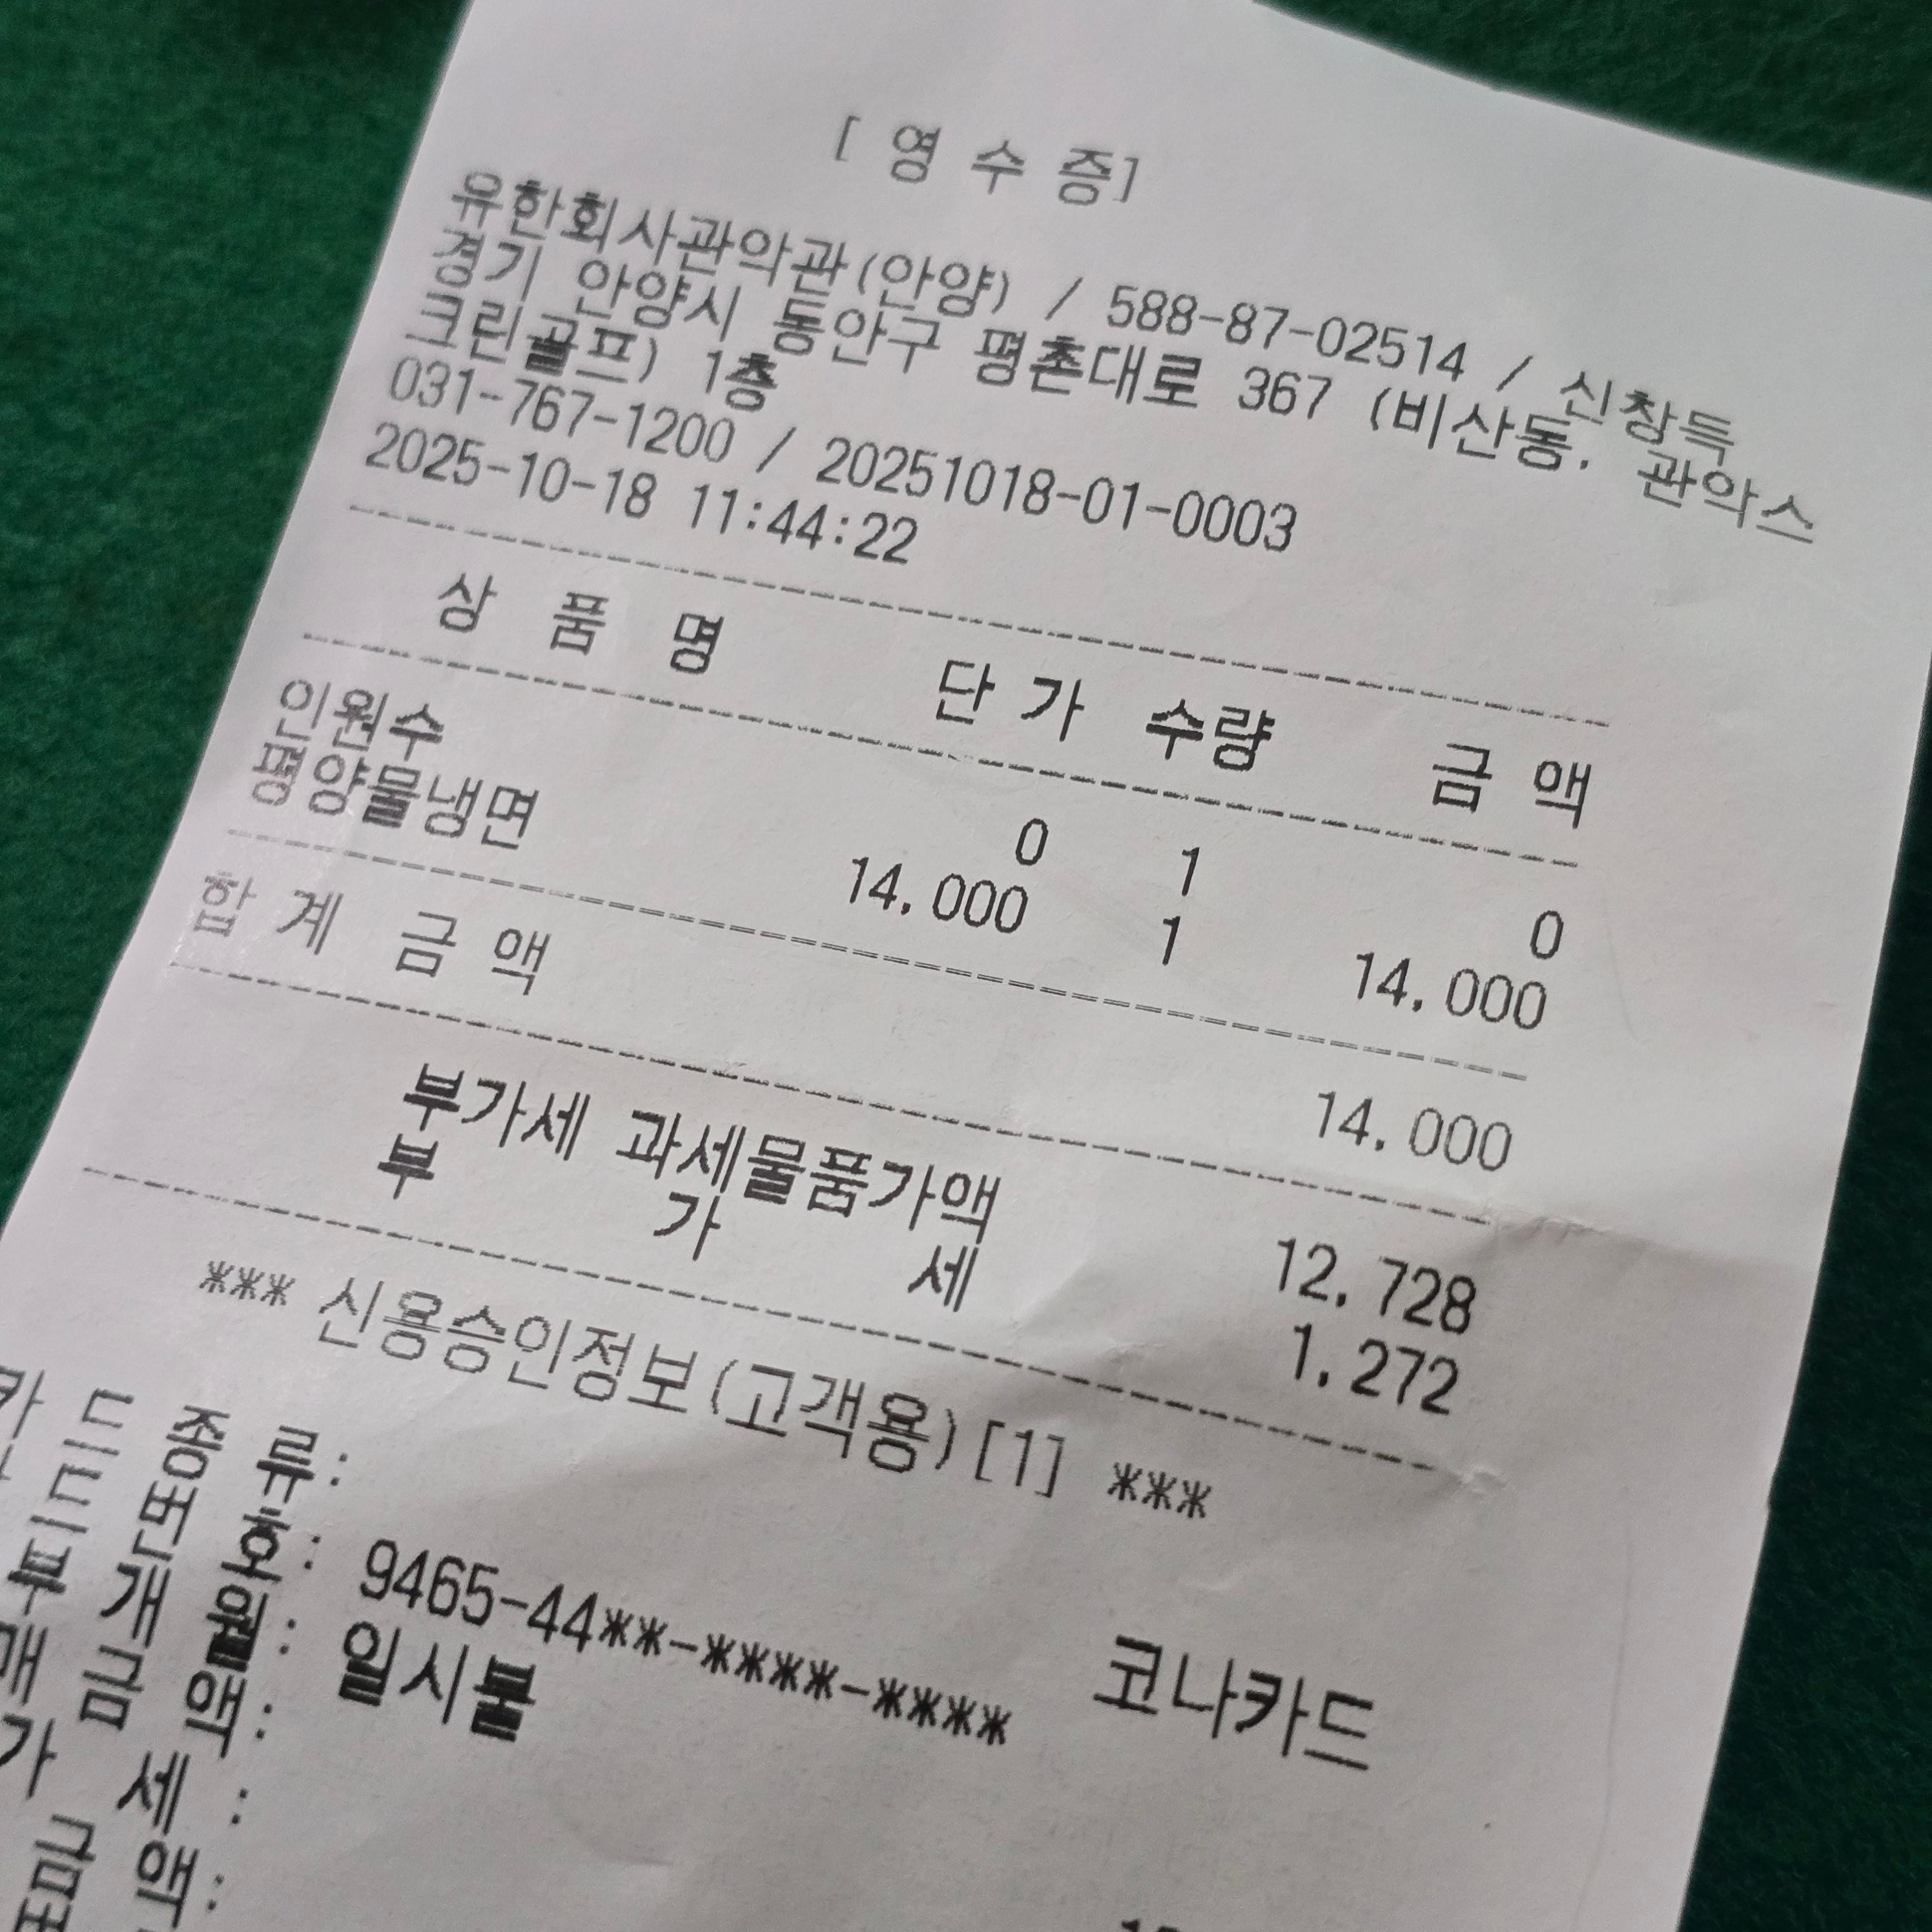 [ 영 수 증]
유한회사관악관(안양) / 588-87-02514 / 신창득
경기 안양시 동안구 평촌대로 367 (비산동. 관악스
크린골프) 1층
031-767-1200 / 20251018-01-0003
2025-10-18 11:44:22
상 품 명 단 가 수량 금 액
인원수 0 1 0
평양물냉면 14.000 1 14.000
합 계 금 액 14.000
부가세 과세물품가액 12.728
부 가 세 1.272
*** 신용승인정보(고객용)[1] ***
카 드 종 류: 코나카드
카 드 번 호: 9465-44**-****-****
할 부 개 월: 일시불
매 금 액:
가 세 :
금 액: